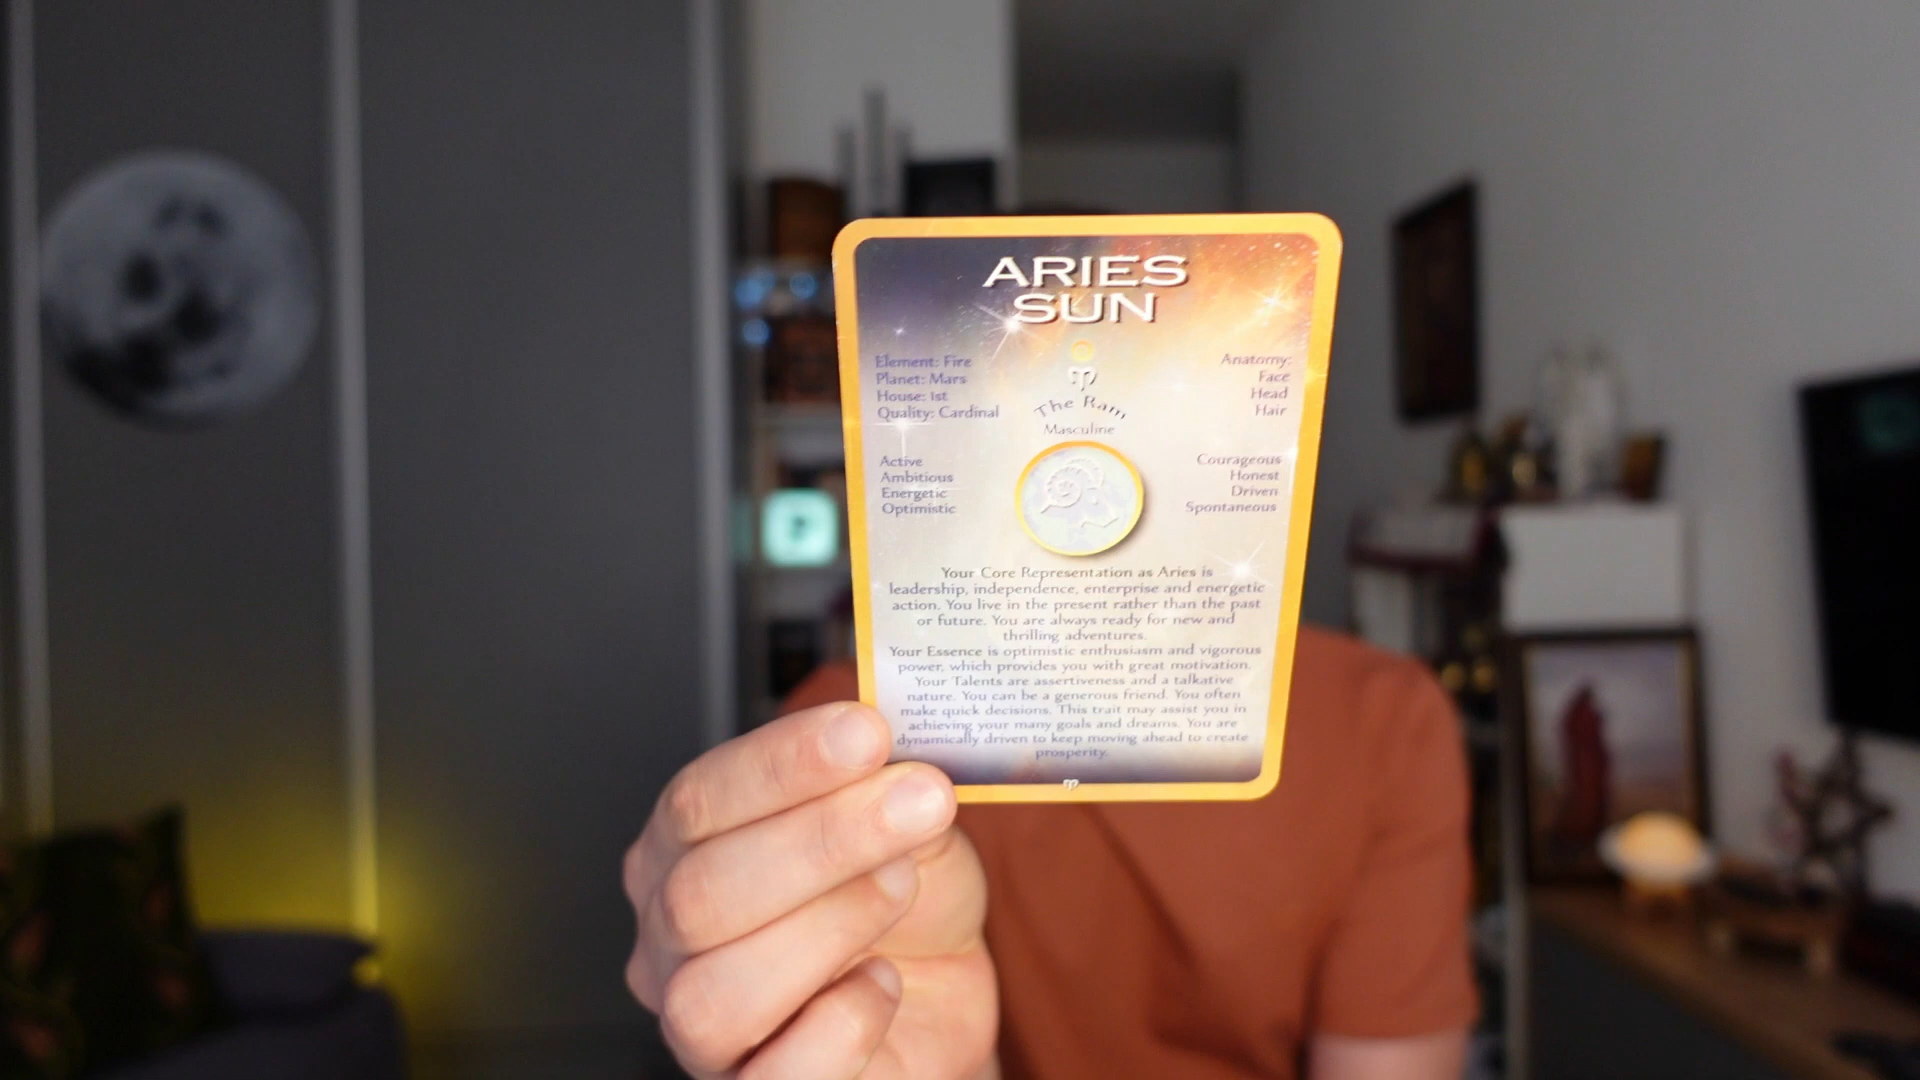 ARIES
SUN
Element: Fire
Planet: Mars
House: 1st
Quality: Cardinal
The Ram
Masculine
Anatomy:
Face
Head
Hair
Active
Ambitious
Energetic
Optimistic
Courageous
Honest
Driven
Spontaneous
Your Core Representation as Aries is
leadership, independence, enterprise and energetic
action. You live in the present rather than the past
or future. You are always ready for new and
thrilling adventures.
Your Essence is optimistic enthusiasm and vigorous
power, which provides you with great motivation.
Your Talents are assertiveness and a talkative
nature. You can be a generous friend. You often
make quick decisions. This trait may assist you in
achieving your many goals and dreams. You are
dynamically driven to keep moving ahead to create
prosperity.